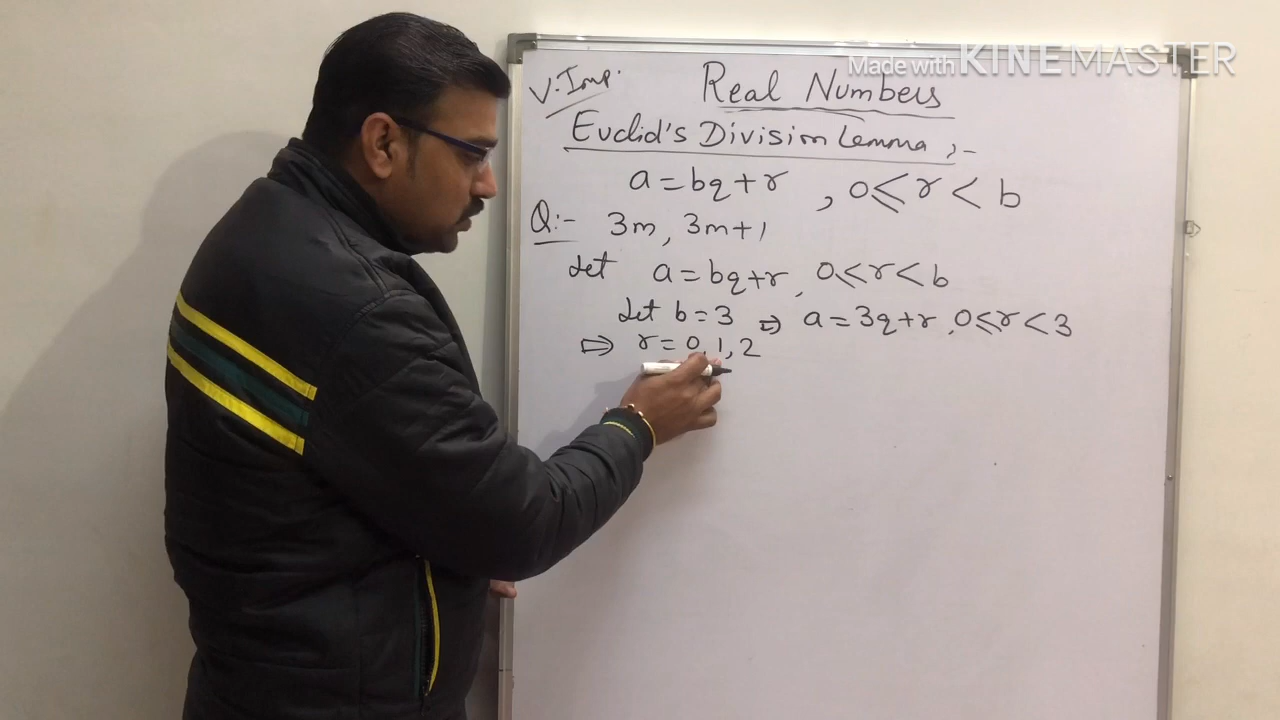 Made with KINEMASTER
V. Imp. Real Numbers
Euclid's Division Lemma :-
a = bq + r , 0 ≤ r < b
Q:- 3m, 3m+1
Let a = bq + r, 0 ≤ r < b
Let b = 3 ⇒ a = 3q + r, 0 ≤ r < 3
⇒ r = 0, 1, 2